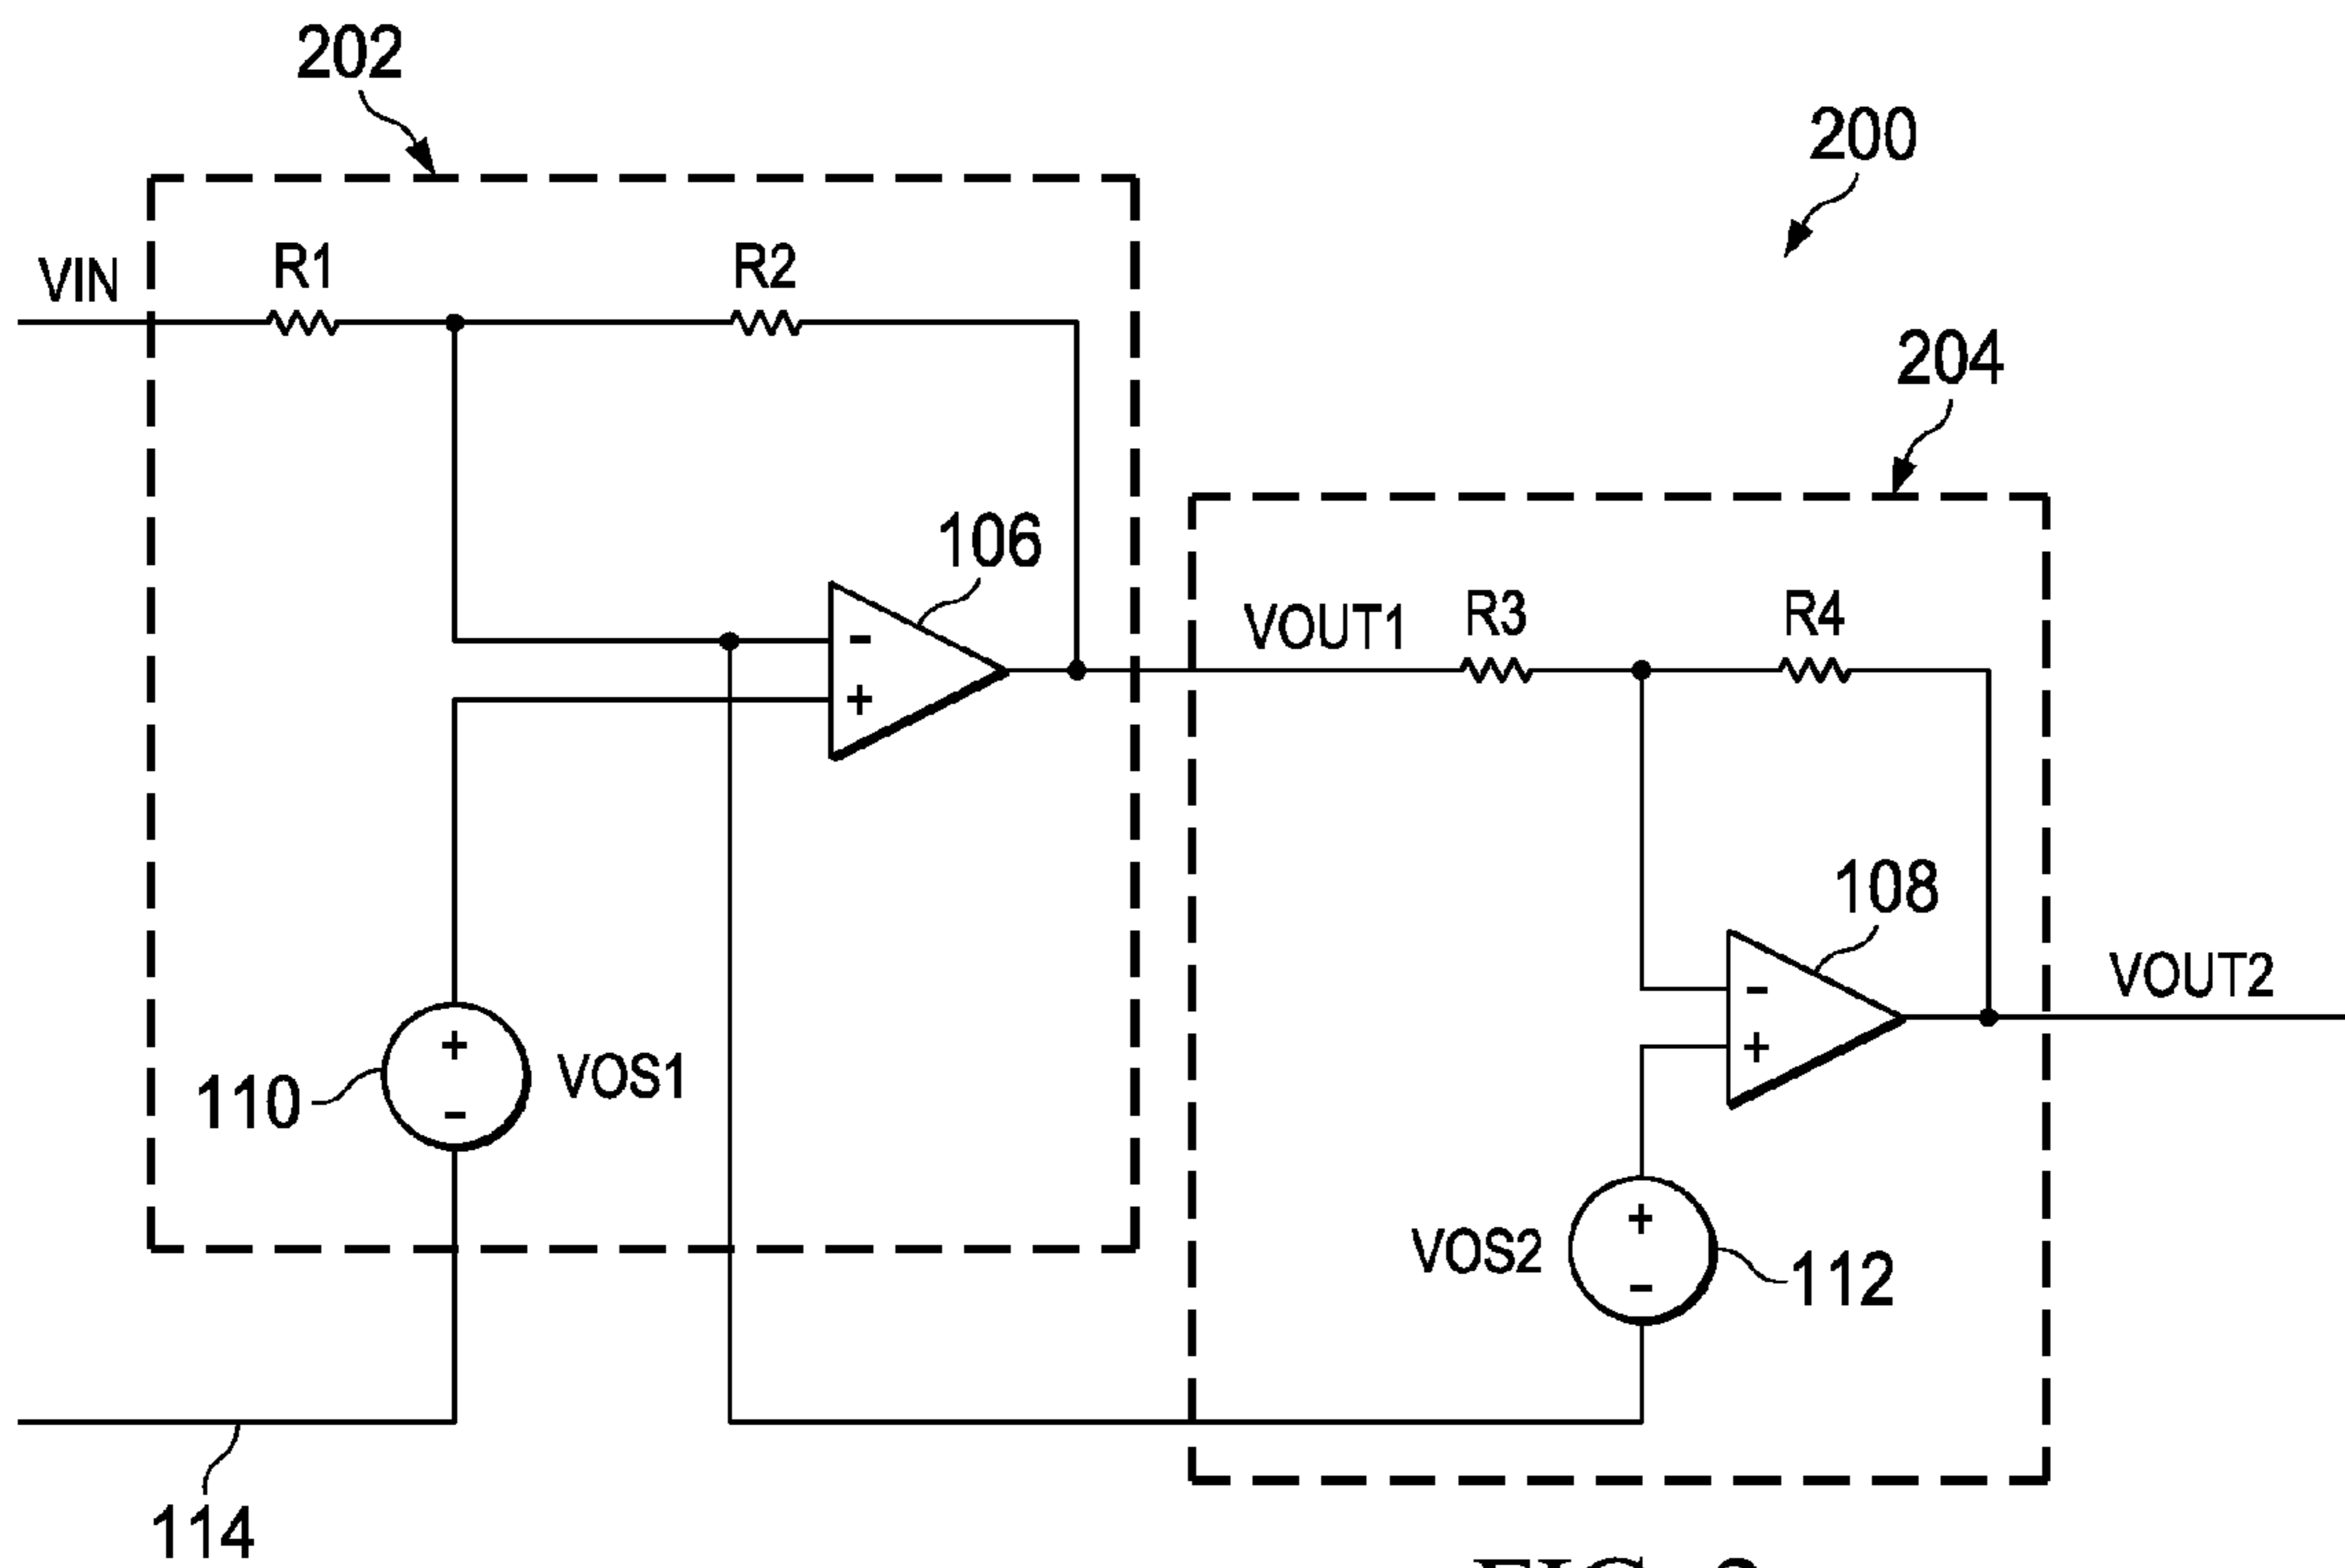 202
200
VIN
R1
R2
204
106
VOUT1
R3
R4
-
+
108
VOUT2
-
+
+
-
110
VOS1
VOS2
+
-
112
114